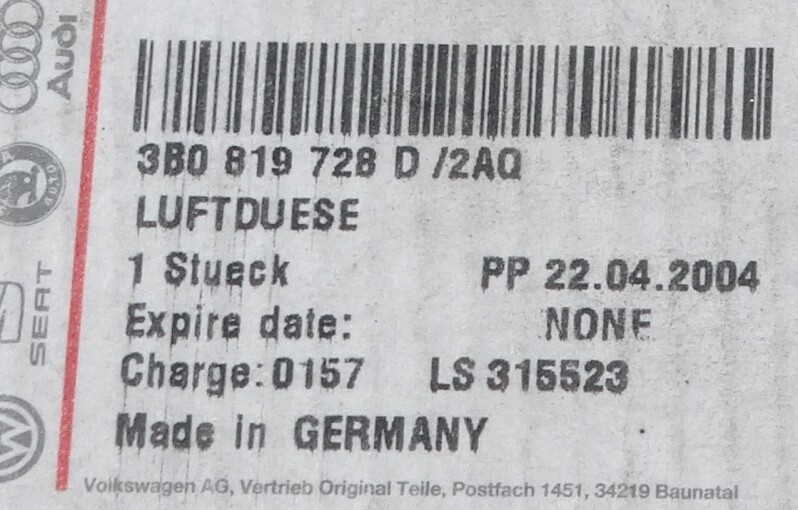 Audi
SEAT
3B0 819 728 D /2AQ
LUFTDUESE
1 Stueck PP 22.04.2004
Expire date: NONE
Charge:0157 LS 315523
Made in GERMANY
Volkswagen AG, Vertrieb Original Teile, Postfach 1451, 34219 Baunatal